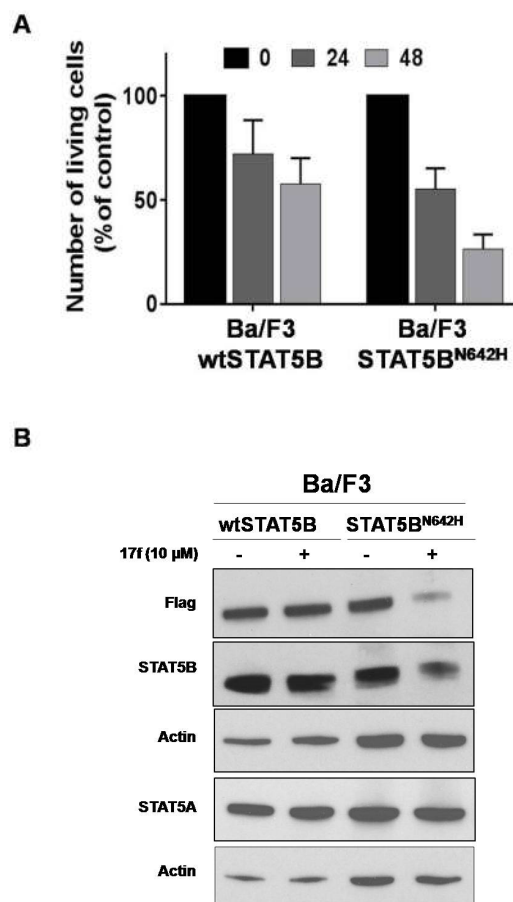 A
0 24 48
Number of living cells
(% of control)
100
50
0
Ba/F3 Ba/F3
wtSTAT5B STAT5B^N642H
B
Ba/F3
wtSTAT5B STAT5B^N642H
17f (10 µM) - + - +
Flag
STAT5B
Actin
STAT5A
Actin